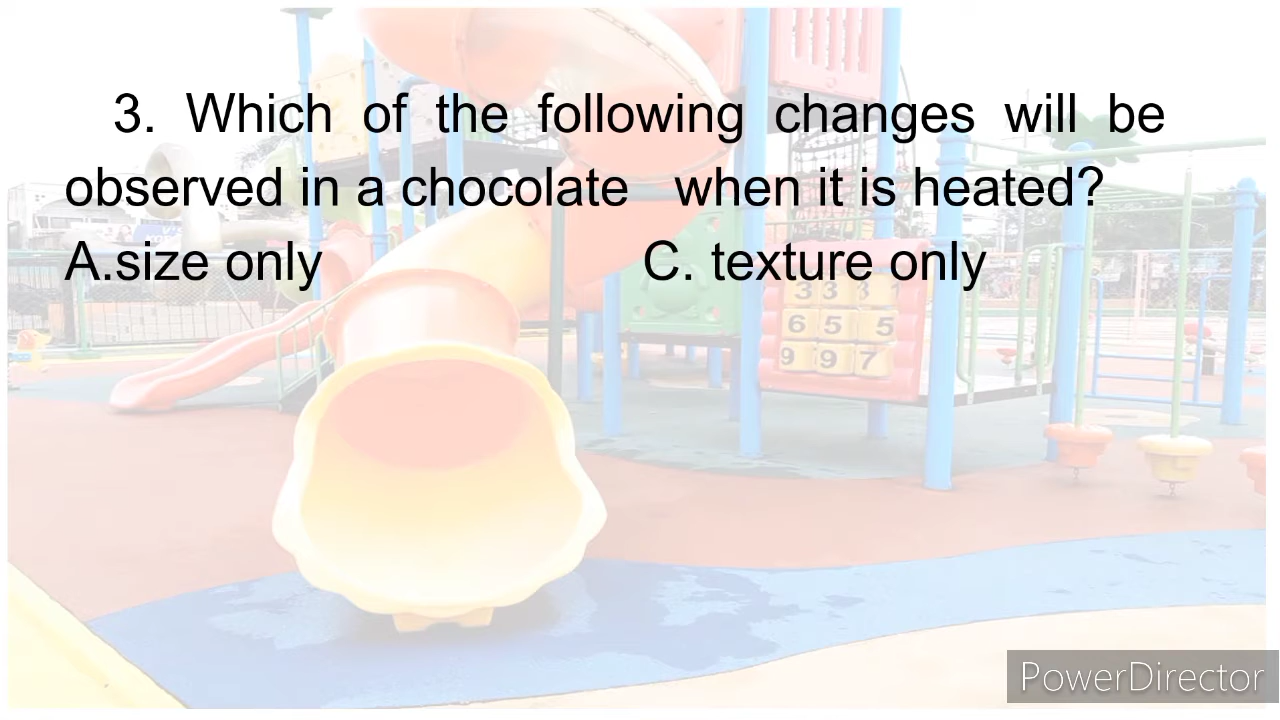 3. Which of the following changes will be
observed in a chocolate when it is heated?
A.size only C. texture only
3 3
6 5 5
9 9 7
PowerDirector